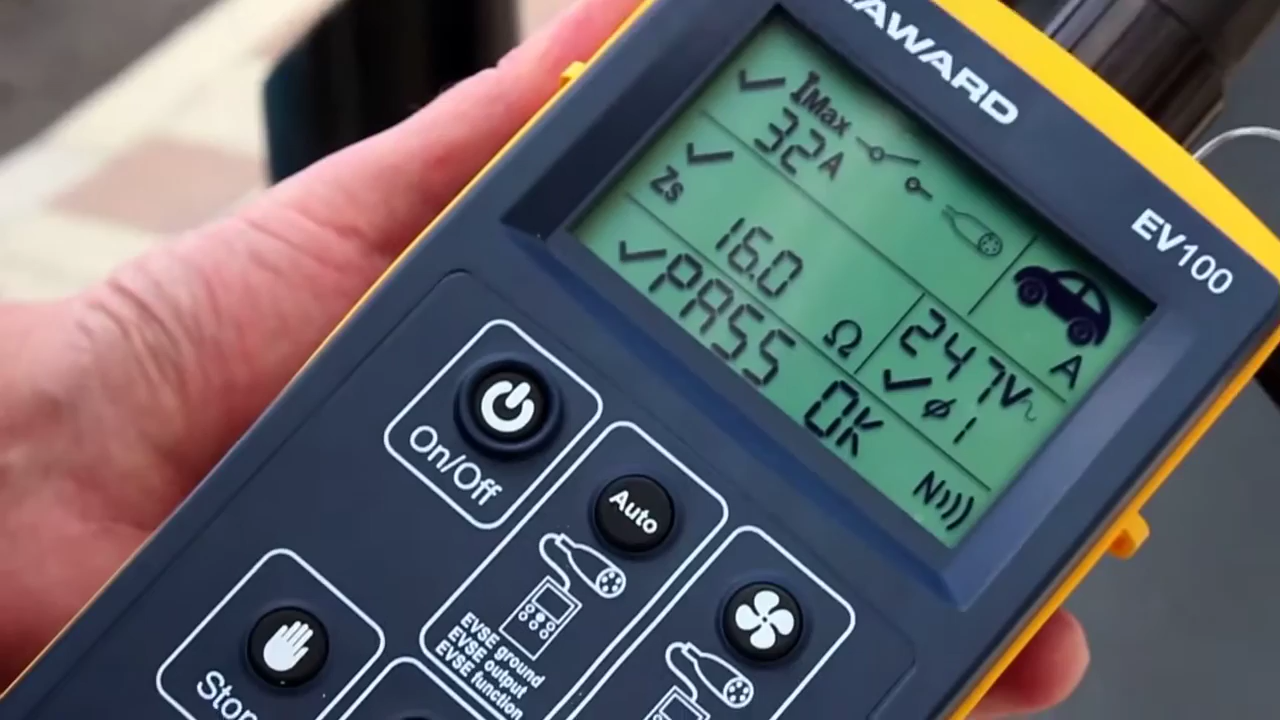 AWARD
EV100
IMax
32A
Zs
16.0 Ω
247V~
A
PASS OK
ø 1
N)))
On/Off
Auto
EVSE ground
EVSE output
EVSE function
Stop